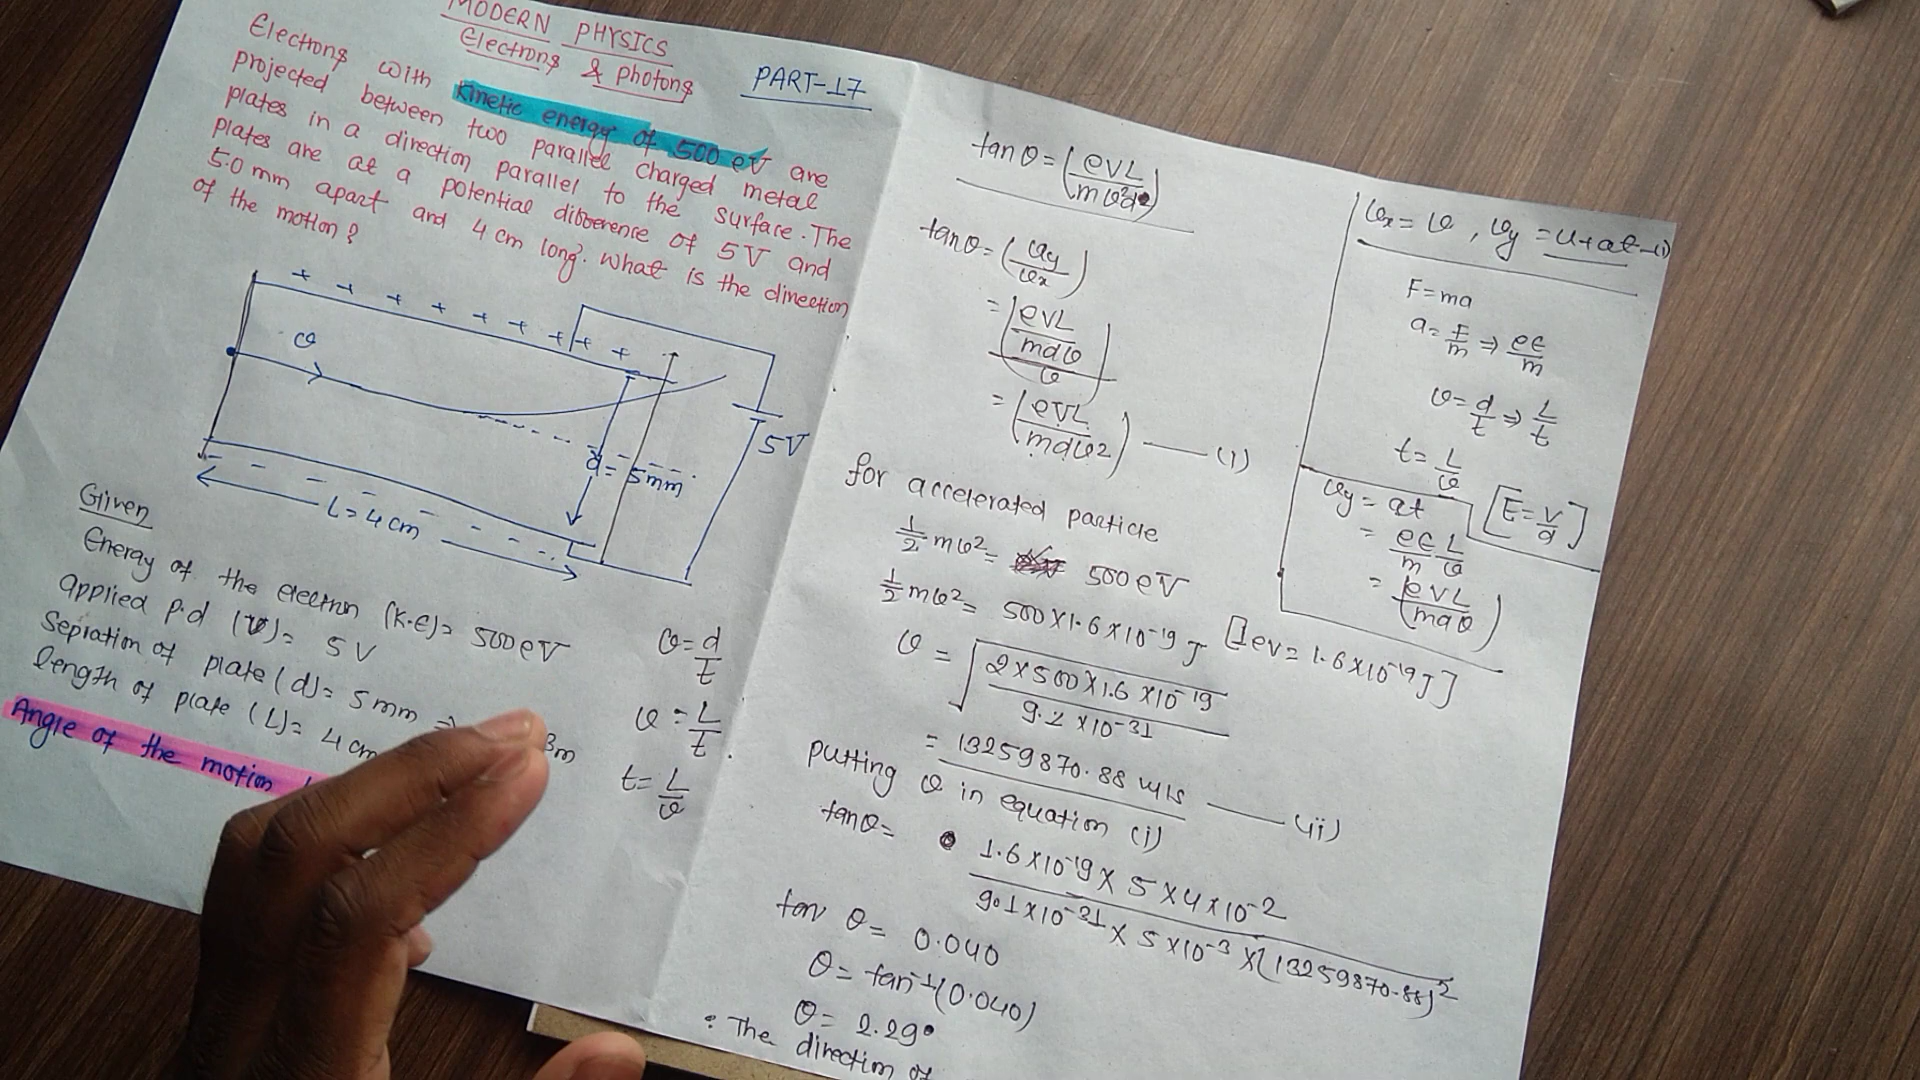 MODERN PHYSICS
Electrons & Photons
PART-17
Electrons with kinetic energy of 500 eV are
projected between two parallel charged metal
plates in a direction parallel to the surface. The
plates are at a potential difference of 5V and
5.0 mm apart and 4 cm long. What is the direction
of the motion?
+ + + + + + + + +
v
5V
d = 5mm
L = 4 cm
Given
Energy of the electron (K.E) = 500 eV
Applied p.d (V) = 5 V
Sepration of plate (d) = 5 mm ⇒ 3m
length of plate (L) = 4 cm
Angle of the motion
v = d/t
v = L/t
t = L/v
tan θ = (eVL/mv²d)
tan θ = (vy/vx)
= (eVL/mdv / v)
= (eVL/mdv2) —— (i)
for accelerated particle
1/2 mv² = 500 eV
1/2 mv² = 500 X 1.6 X 10⁻¹⁹ J [1ev = 1.6 X 10⁻¹⁹ J]
v = √(2 X 500 X 1.6 X 10⁻¹⁹ / 9.1 X 10⁻³¹)
= 13259870.88 m/s —— (ii)
putting v in equation (i)
tan θ = 1.6 X 10⁻¹⁹ X 5 X 4 X 10⁻² / 9.1 X 10⁻³¹ X 5 X 10⁻³ X (13259870.88)²
tan θ = 0.040
θ = tan⁻¹(0.040)
θ = 2.29°
∴ The direction of
vx = v , vy = u + at —(i)
F = ma
a = F/m ⇒ eE/m
v = d/t ⇒ L/t
t = L/v
vy = at [E = V/d]
= eE/m L/v
= (eVL/mdv)